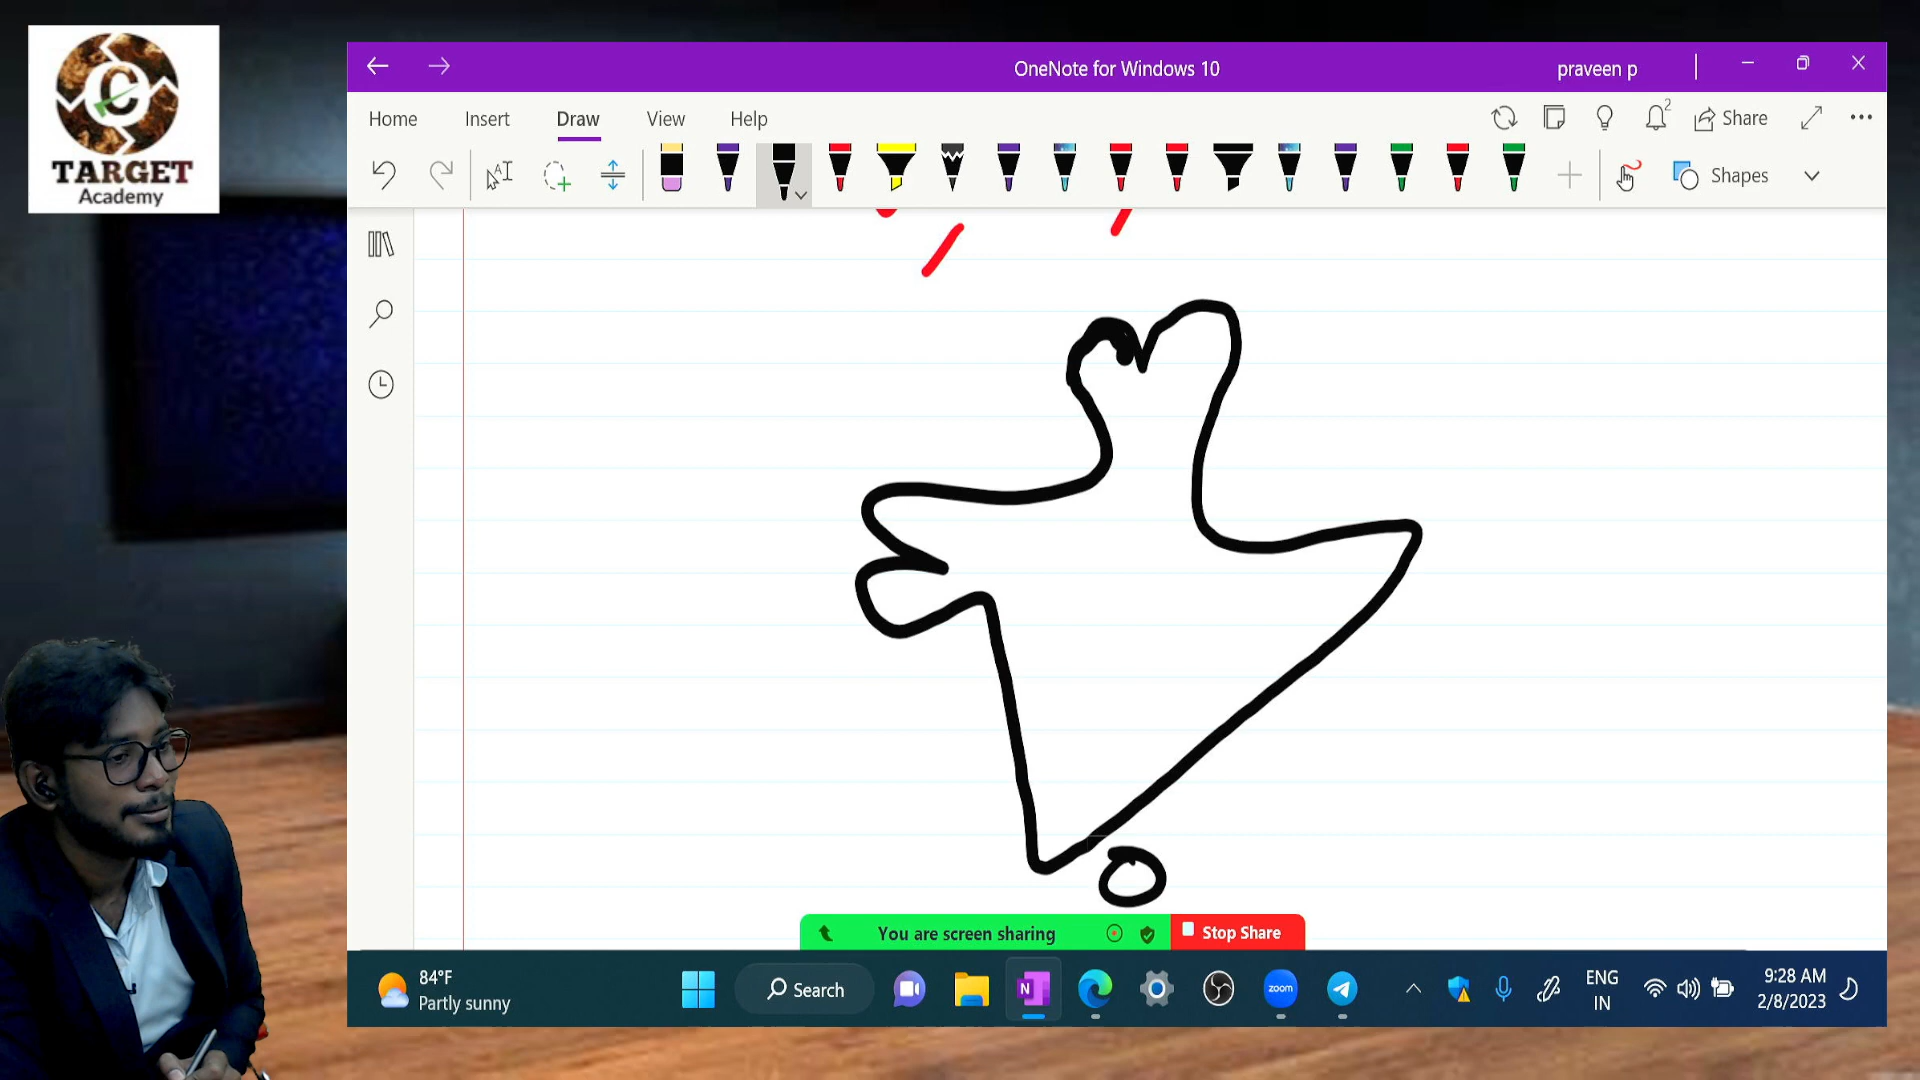 C
TARGET
Academy
OneNote for Windows 10
praveen p
Home
Insert
Draw
View
Help
2
Share
Shapes
You are screen sharing
Stop Share
84°F
Partly sunny
Search
N
zoom
ENG
IN
9:28 AM
2/8/2023